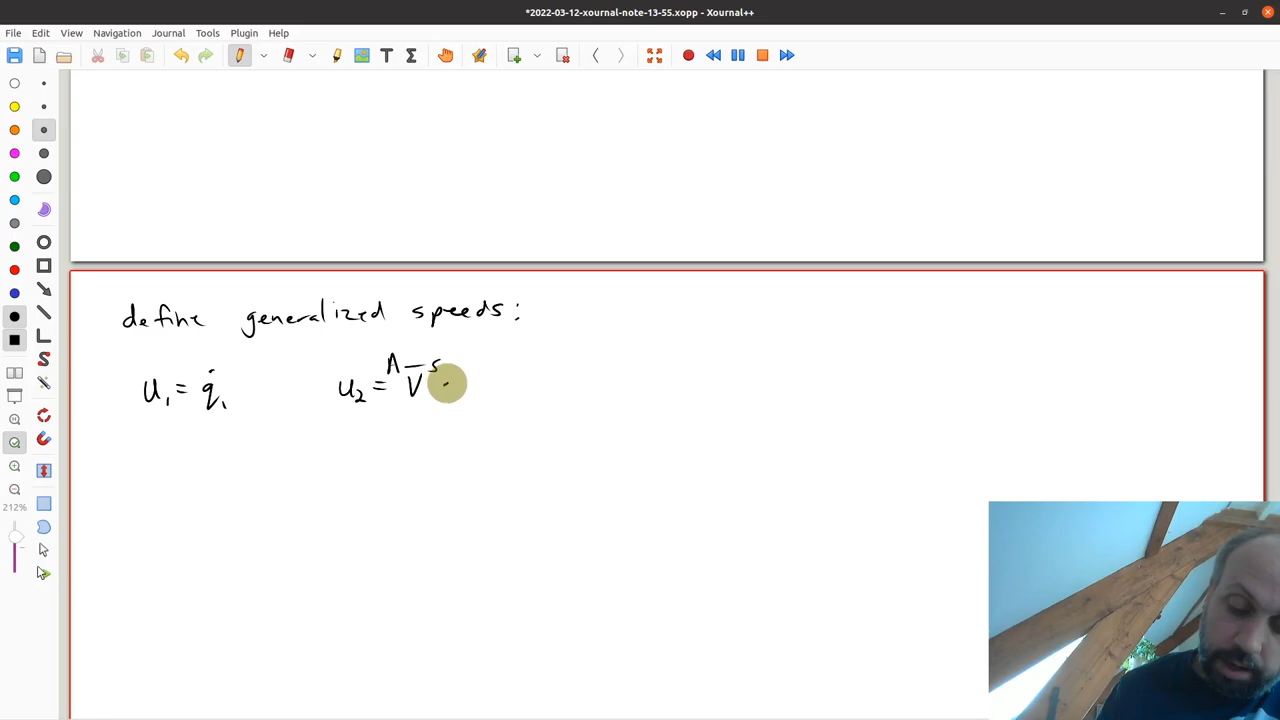 *2022-03-12-xournal-note-13-55.xopp - Xournal++
File Edit View Navigation Journal Tools Plugin Help
212%
define generalized speeds:
u₁ = q̇₁ u₂ = ᴬV̅ˢ ·